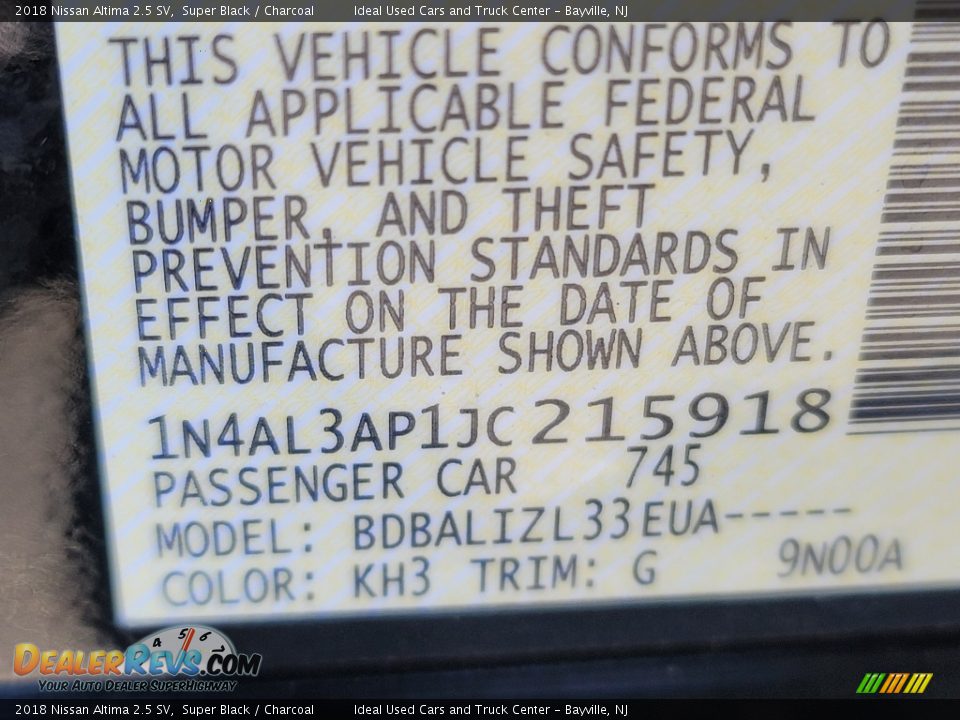 2018 Nissan Altima 2.5 SV, Super Black / Charcoal Ideal Used Cars and Truck Center - Bayville, NJ
THIS VEHICLE CONFORMS TO
ALL APPLICABLE FEDERAL
MOTOR VEHICLE SAFETY,
BUMPER, AND THEFT
PREVENTION STANDARDS IN
EFFECT ON THE DATE OF
MANUFACTURE SHOWN ABOVE.
1N4AL3AP1JC215918
PASSENGER CAR 745
MODEL: BDBALIZL33EUA-----
COLOR: KH3 TRIM: G 9N00A
4 5 6
DEALERREVS.COM
YOUR AUTO DEALER SUPERHIGHWAY
2018 Nissan Altima 2.5 SV, Super Black / Charcoal Ideal Used Cars and Truck Center - Bayville, NJ